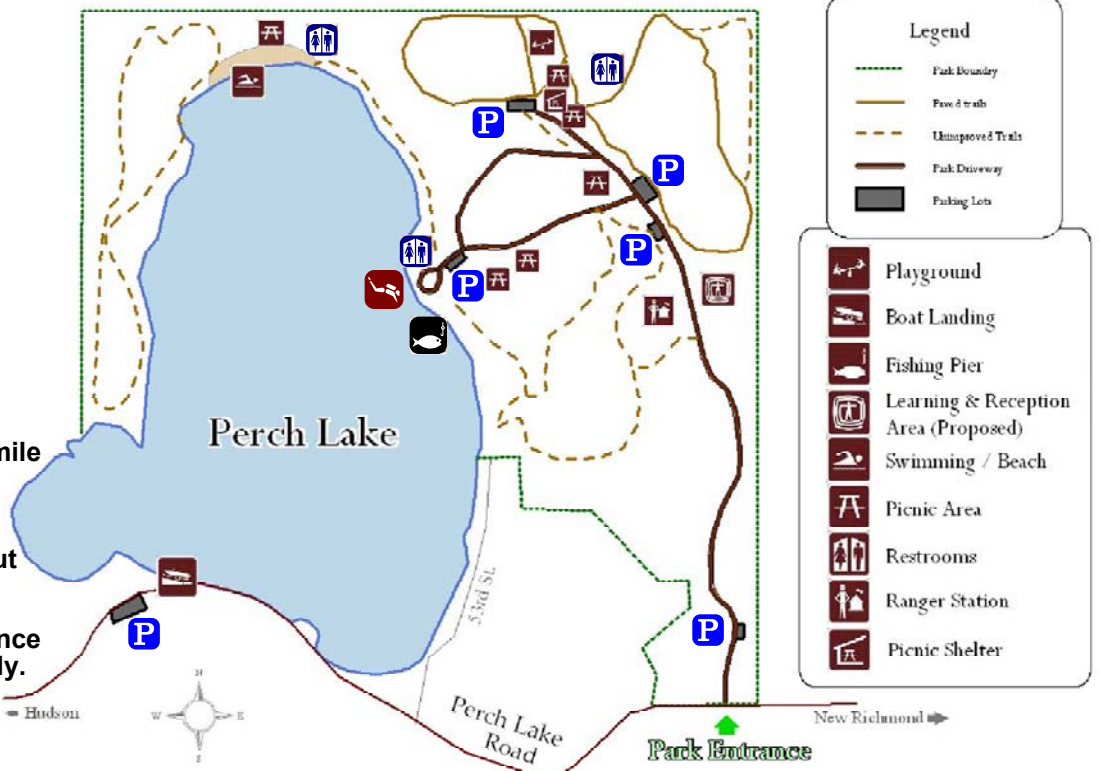 Legend
Park Boundry
Paved trails
Unimproved Trails
Park Driveway
Parking Lots
Playground
Boat Landing
Fishing Pier
Learning & Reception
Area (Proposed)
Swimming / Beach
Picnic Area
Restrooms
Ranger Station
Picnic Shelter
P
P
P
P
P
Perch Lake
mile
ut
nce
ly.
53rd St.
P
P
N
W E
S
Hudson
Perch Lake
Road
New Richmond
Park Entrance